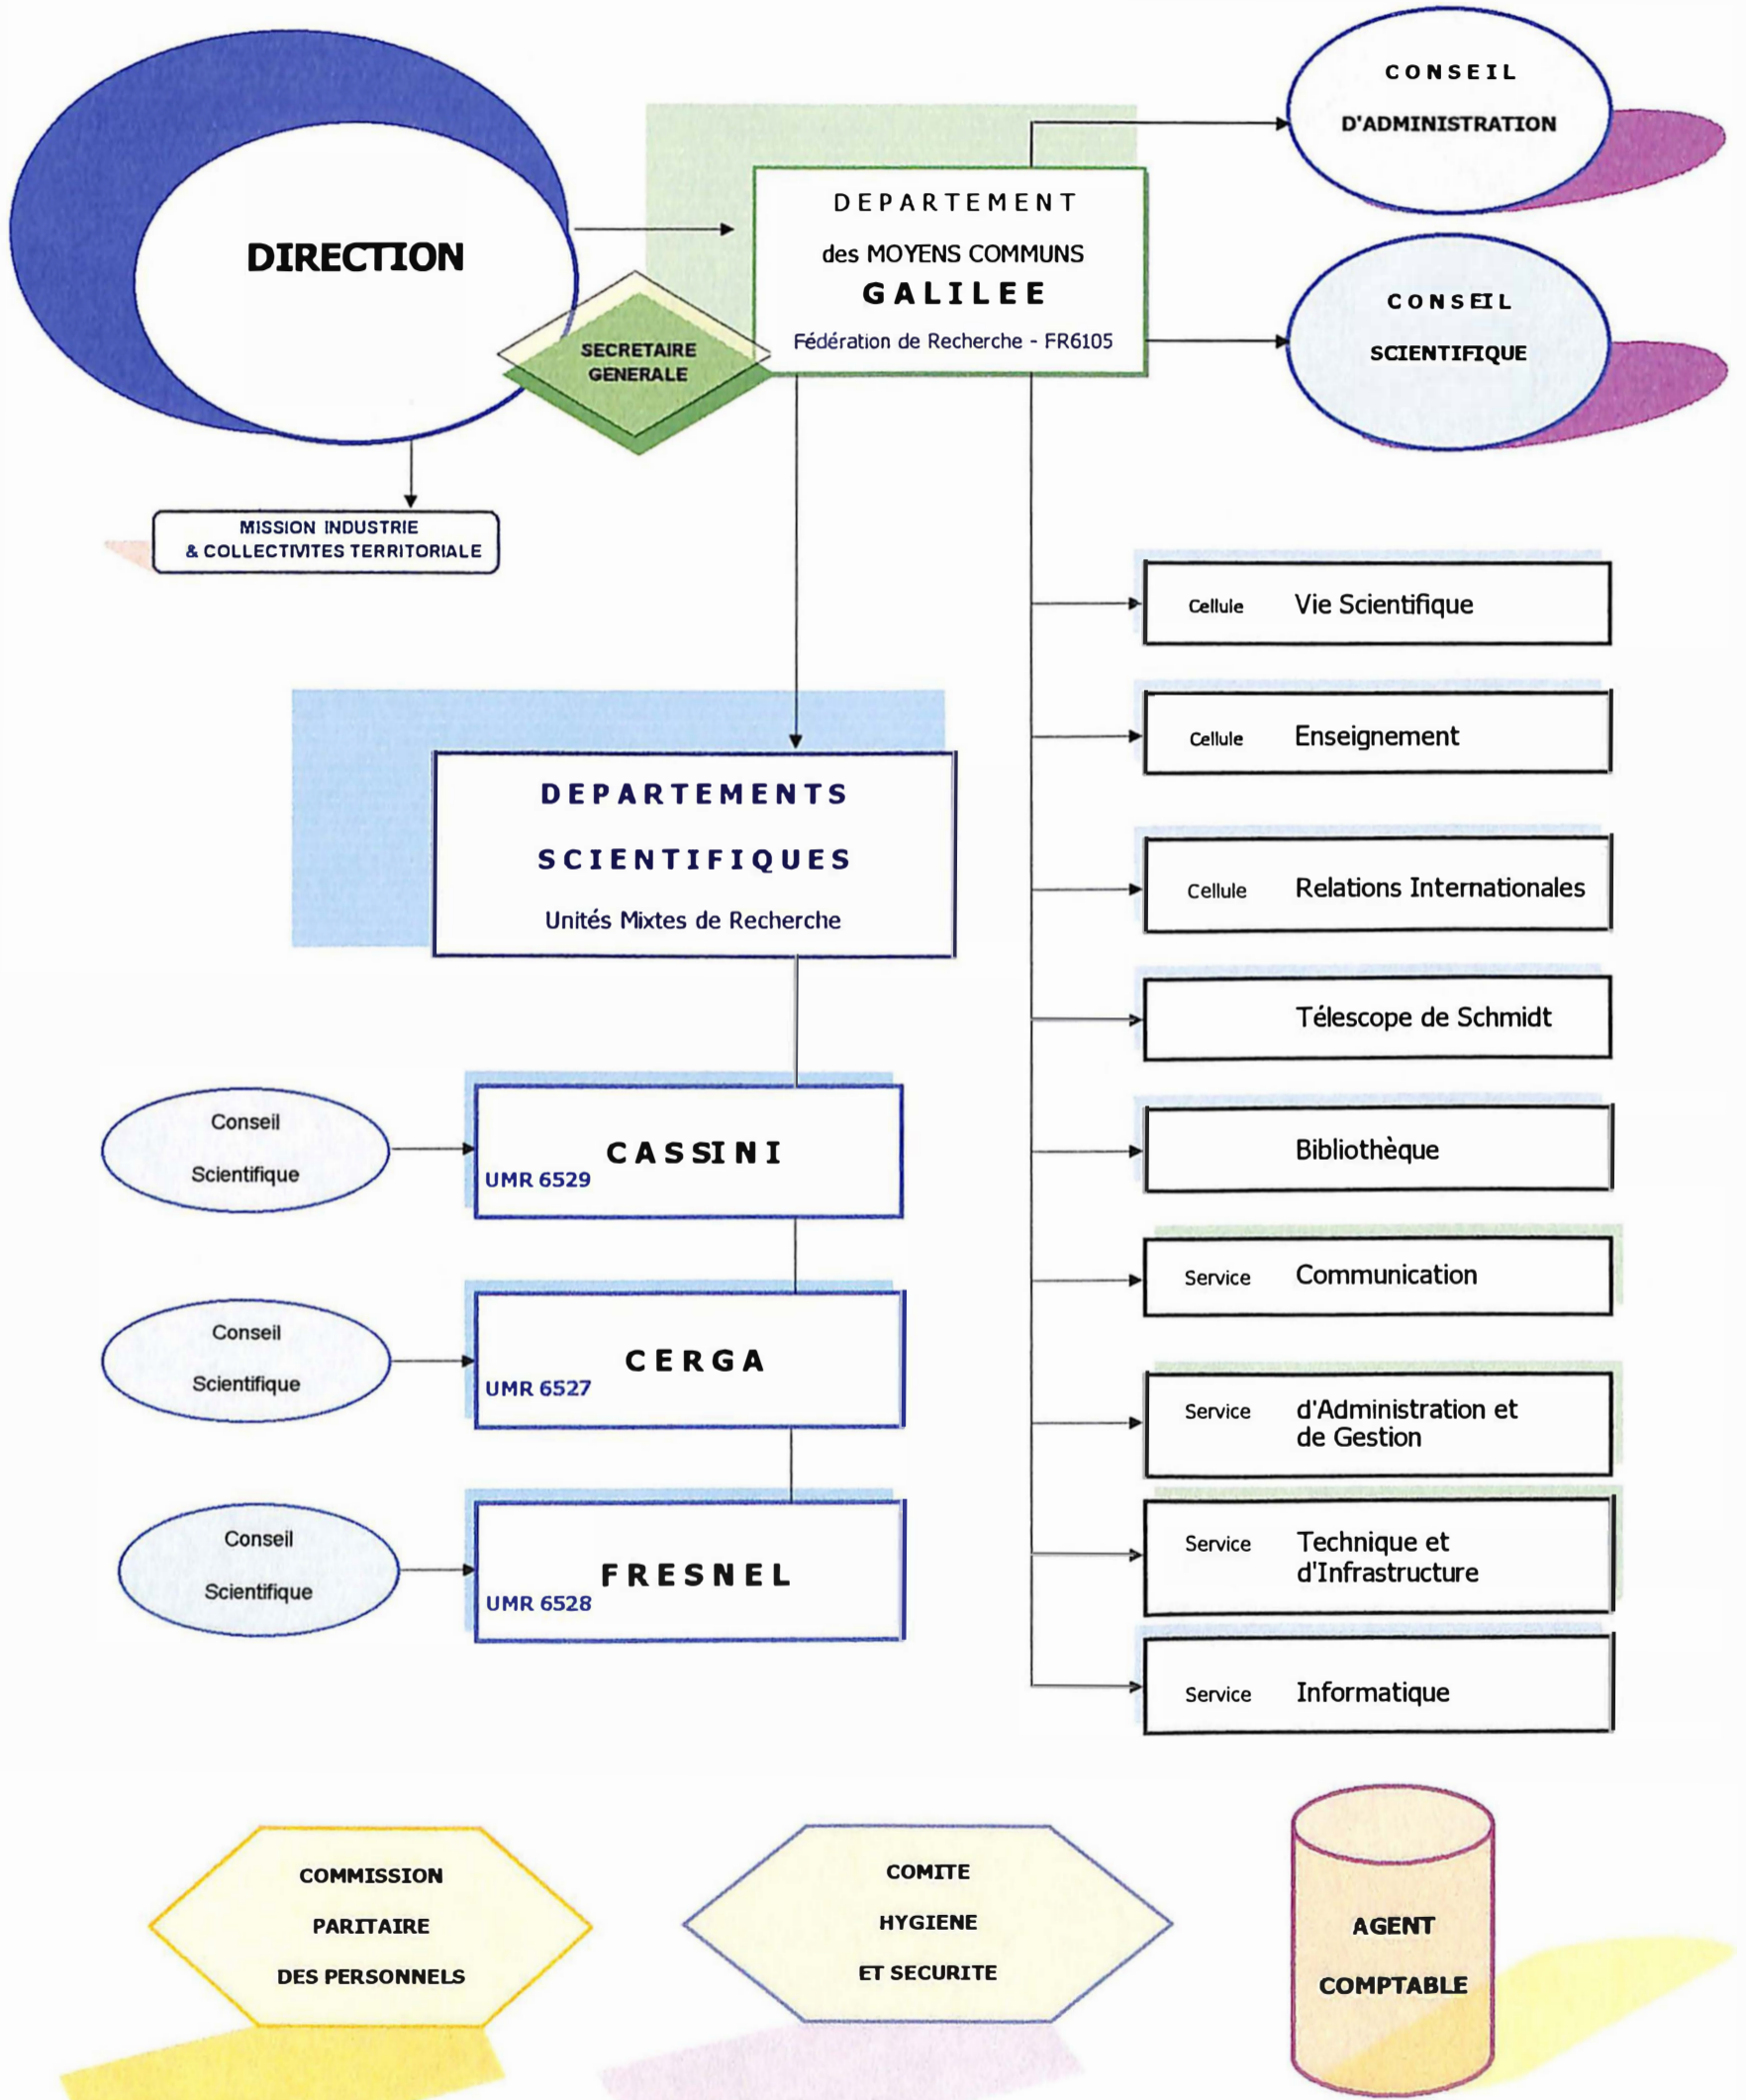 CONSEIL
D'ADMINISTRATION
DIRECTION
DEPARTEMENT
des MOYENS COMMUNS
GALILEE
Fédération de Recherche - FR6105
CONSEIL
SCIENTIFIQUE
SECRETAIRE
GENERALE
MISSION INDUSTRIE
& COLLECTIVITES TERRITORIALE
Cellule Vie Scientifique
Cellule Enseignement
Cellule Relations Internationales
Télescope de Schmidt
Bibliothèque
Service Communication
Service d'Administration et
de Gestion
Service Technique et
d'Infrastructure
Service Informatique
DEPARTEMENTS
SCIENTIFIQUES
Unités Mixtes de Recherche
Conseil
Scientifique
CASSINI
UMR 6529
Conseil
Scientifique
CERGA
UMR 6527
Conseil
Scientifique
FRESNEL
UMR 6528
COMMISSION
PARITAIRE
DES PERSONNELS
COMITE
HYGIENE
ET SECURITE
AGENT
COMPTABLE